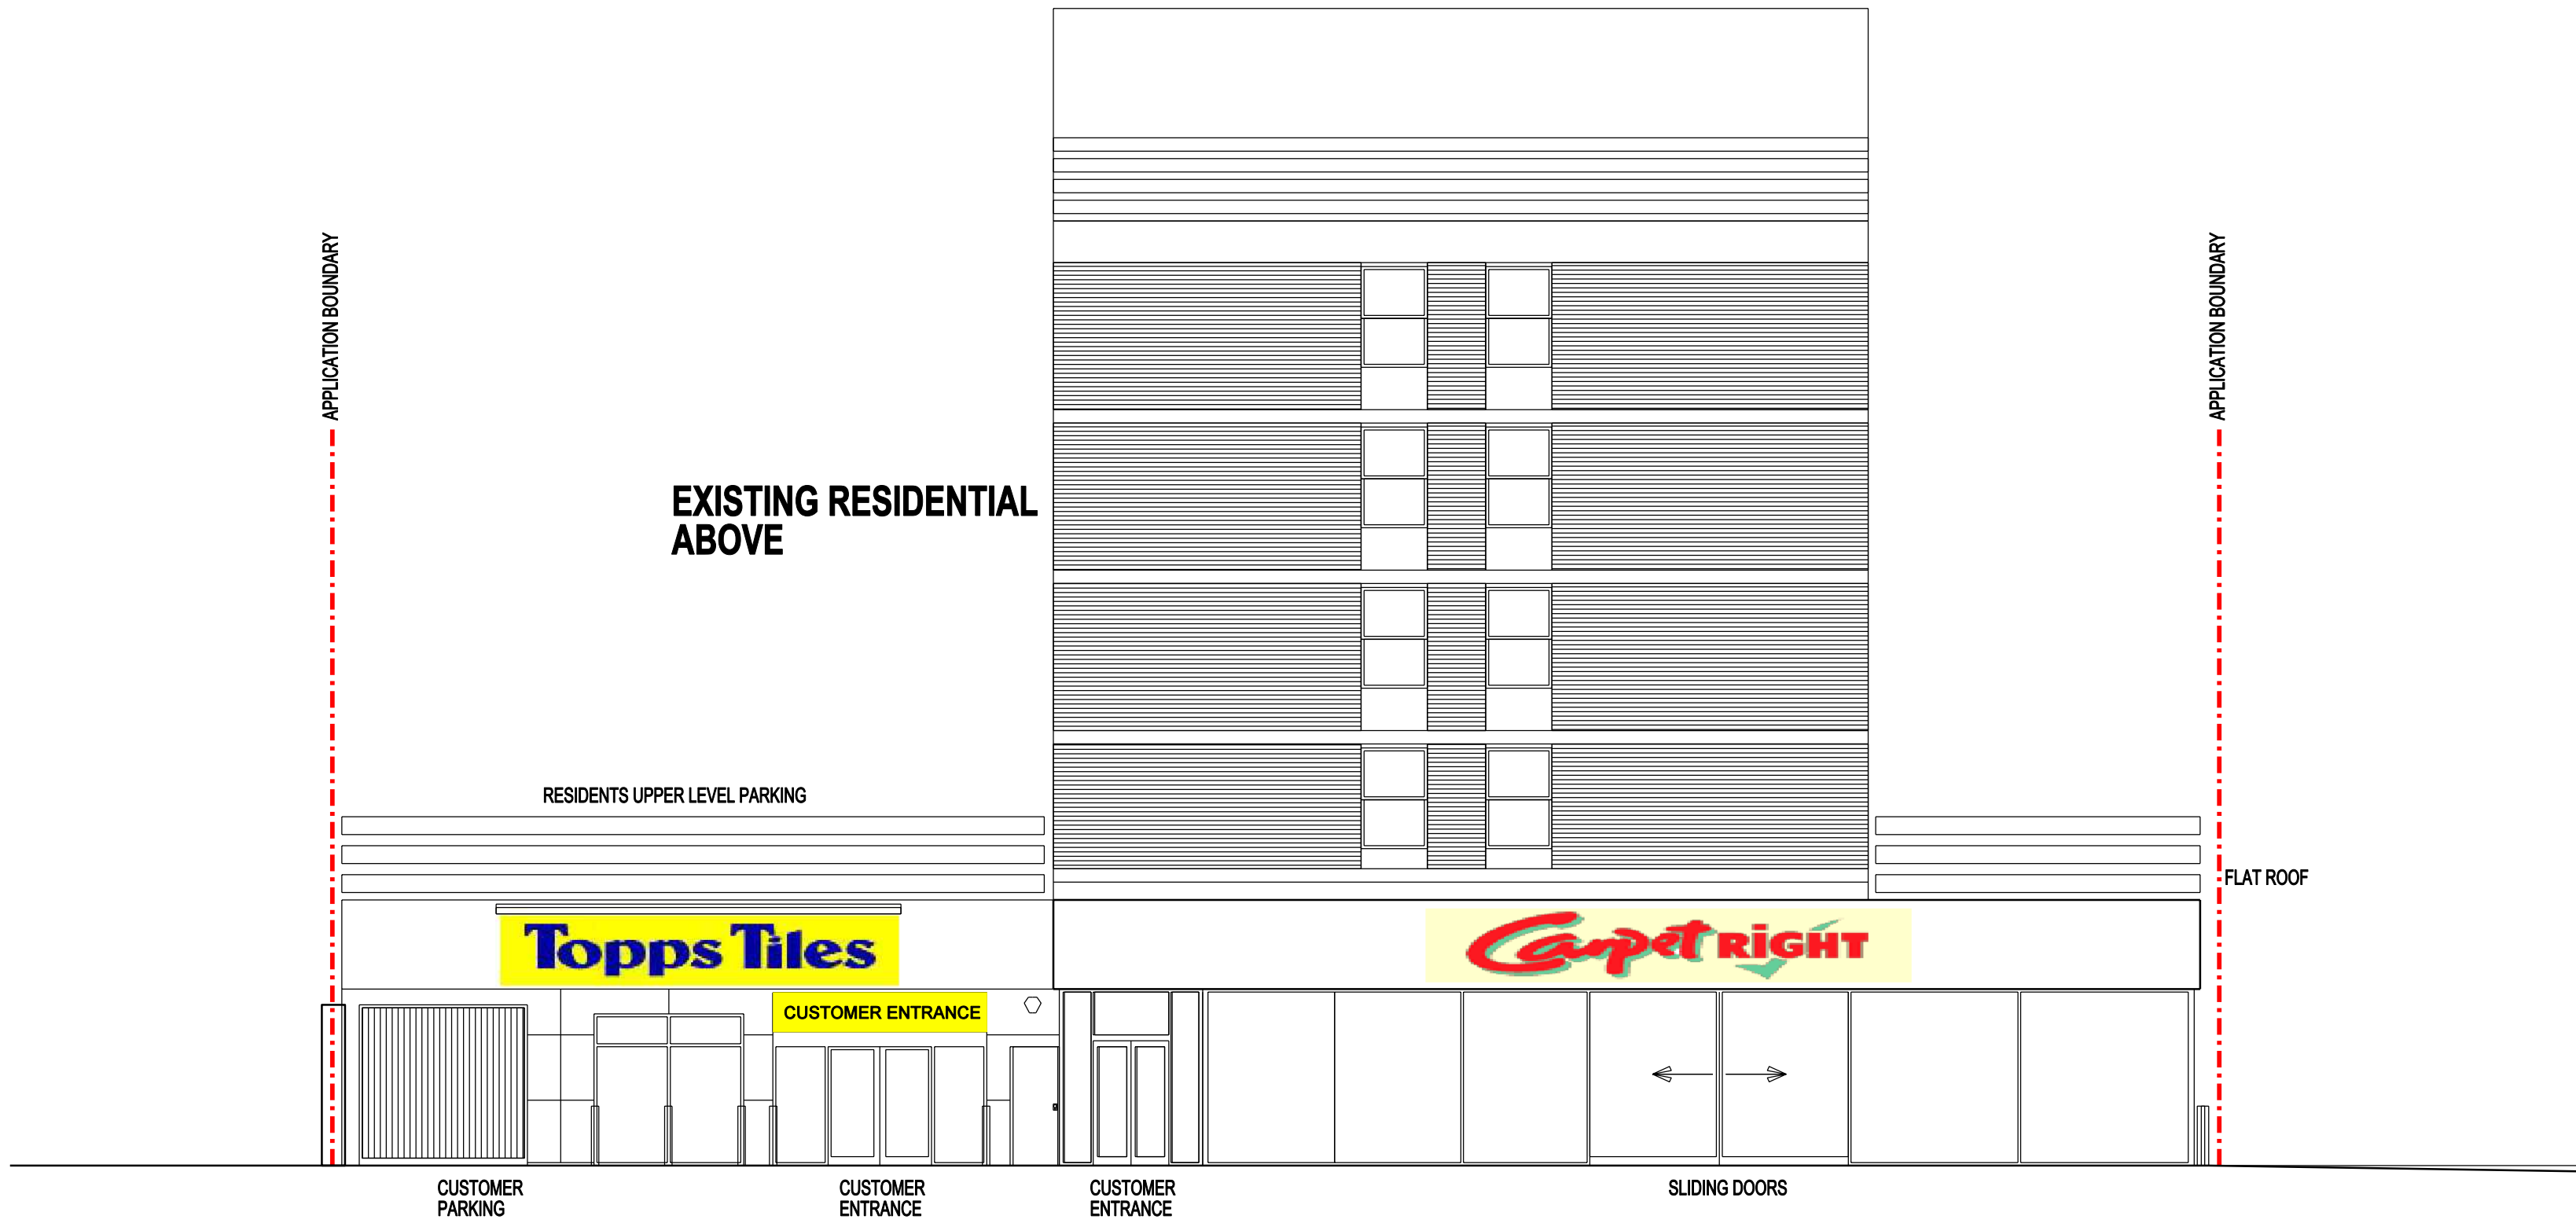 APPLICATION BOUNDARY
APPLICATION BOUNDARY
EXISTING RESIDENTIAL
ABOVE
RESIDENTS UPPER LEVEL PARKING
FLAT ROOF
Topps Tiles
Carpet RiGHT
CUSTOMER ENTRANCE
CUSTOMER
PARKING
CUSTOMER
ENTRANCE
CUSTOMER
ENTRANCE
SLIDING DOORS